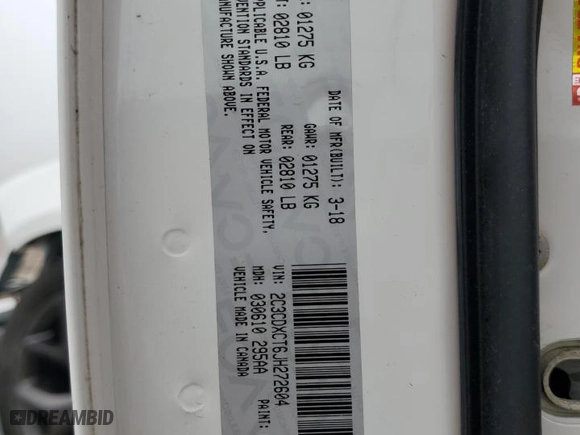 DATE OF MFR(BUILT): 3-18
: 01275 KG
GAWR: 01275 KG
T: 02810 LB
REAR: 02810 LB
PPLICABLE U.S.A. FEDERAL MOTOR VEHICLE SAFETY,
VENTION STANDARDS IN EFFECT ON
NUFACTURE SHOWN ABOVE.
VIN: 2C3CDXCT6JH272604
MDH: 030610 295AA
VEHICLE MADE IN CANADA
PAINT:
DREAMBID